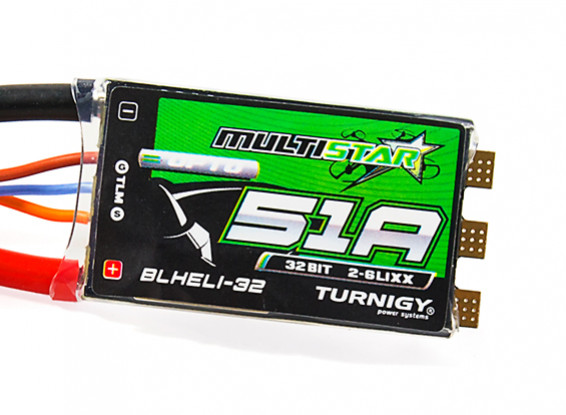 MULTISTAR
OPTO
51A
32BIT 2-6LIXX
G TLM S
BLHELI-32
TURNIGY®
power systems